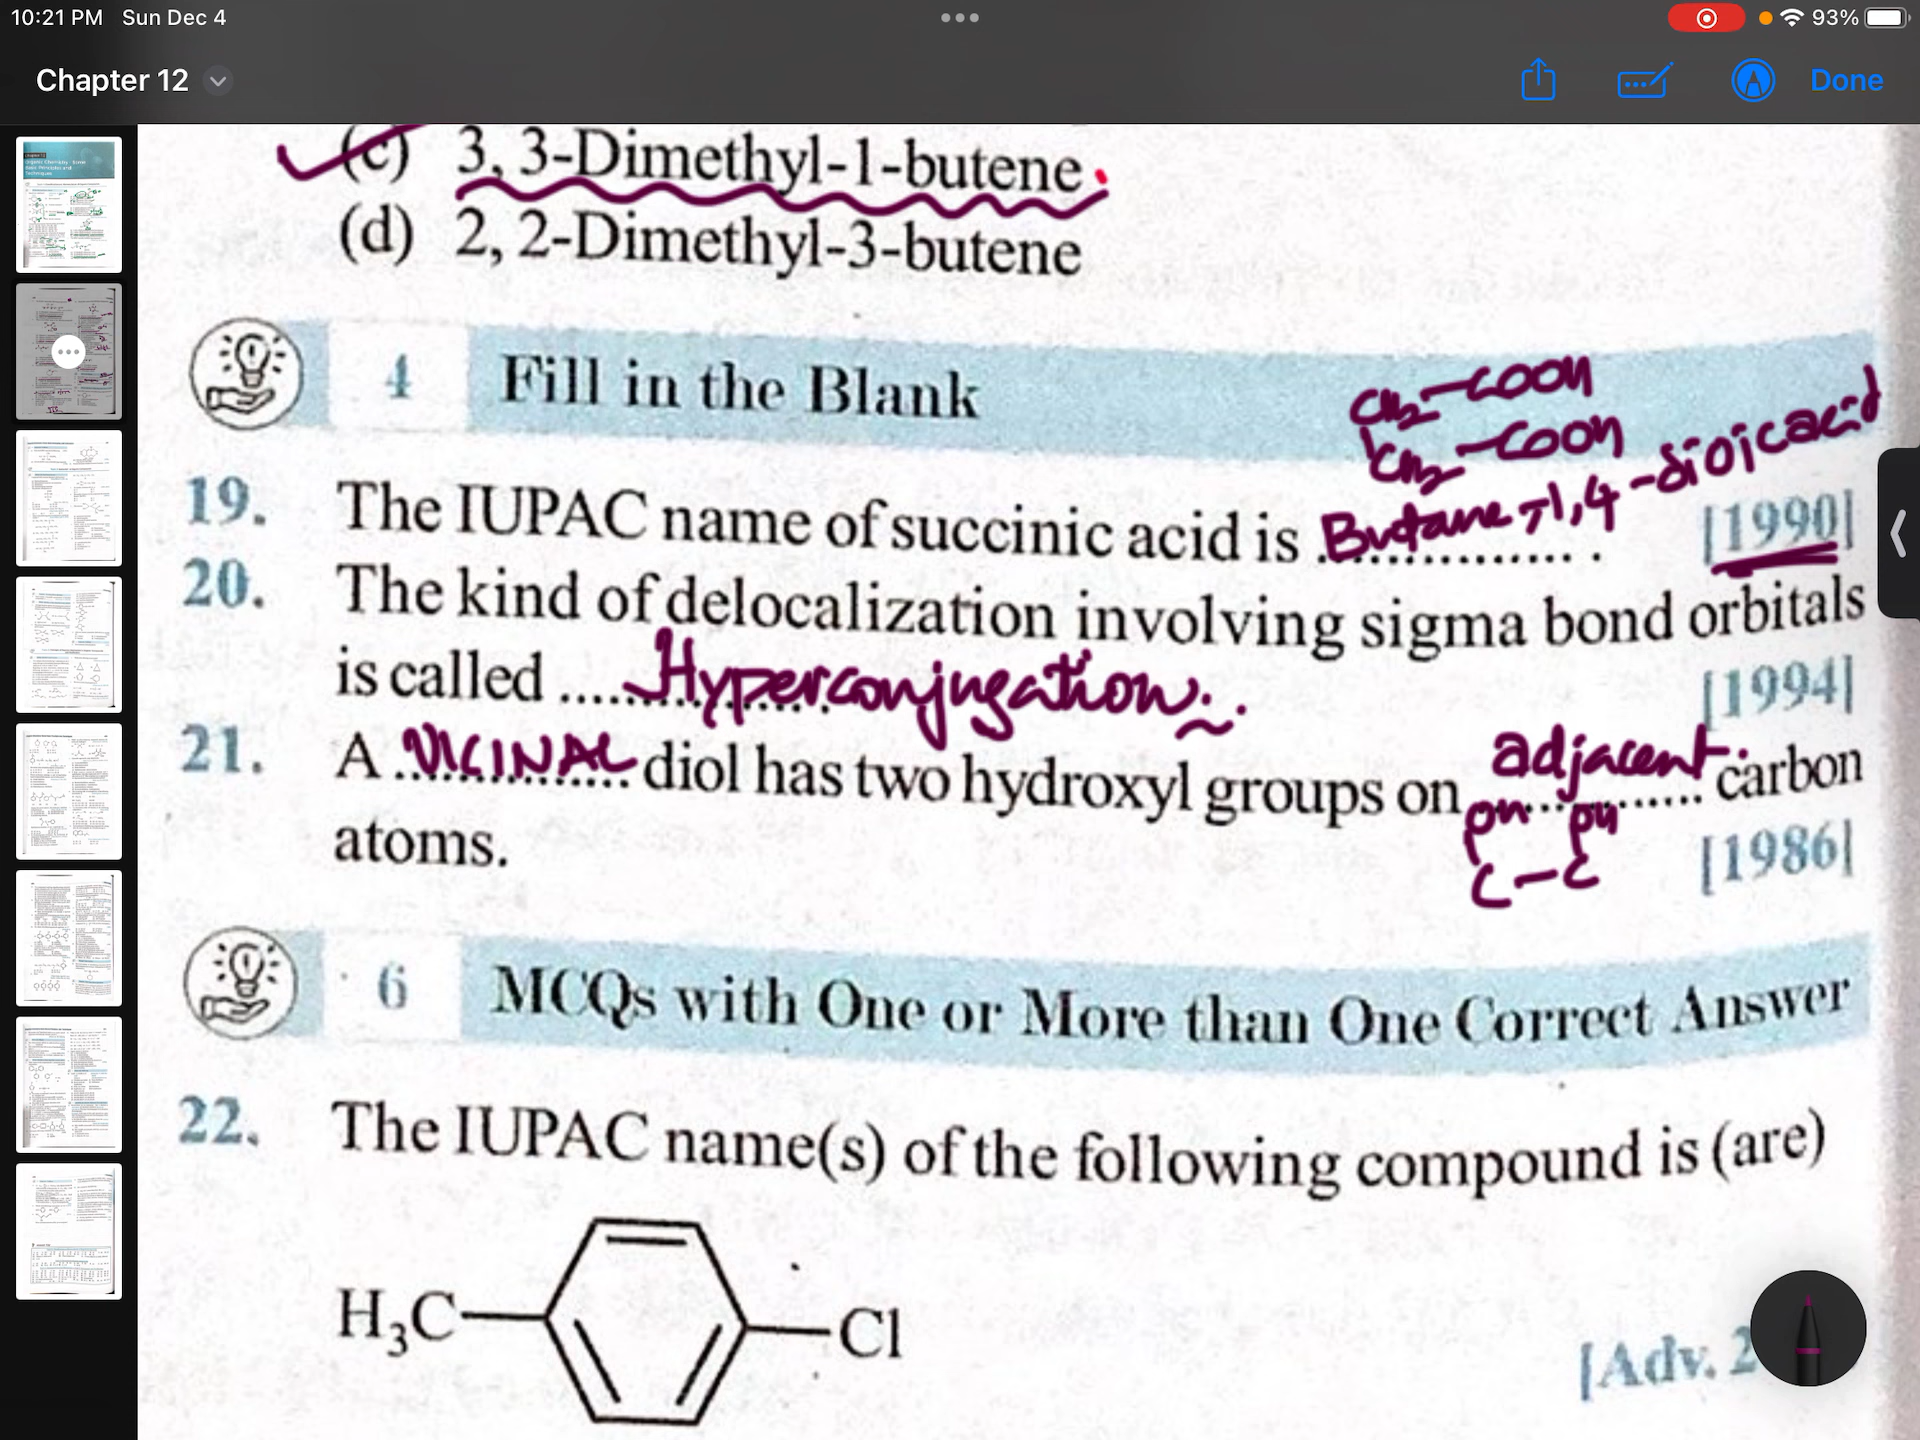 10:21 PM Sun Dec 4
93%
Chapter 12
Done
(c) 3, 3-Dimethyl-1-butene
(d) 2, 2-Dimethyl-3-butene
4 Fill in the Blank
CH2-COOH
CH2-COOH
19. The IUPAC name of succinic acid is Butane-1,4-dioicacid ............... . [1990]
20. The kind of delocalization involving sigma bond orbitals
is called .... Hyperconjugation. [1994]
21. A VICINAL diol has two hydroxyl groups on adjacent carbon
OH OH
atoms. [1986]
C-C
6 MCQs with One or More than One Correct Answer
22. The IUPAC name(s) of the following compound is (are)
H3C Cl
[Adv. 2